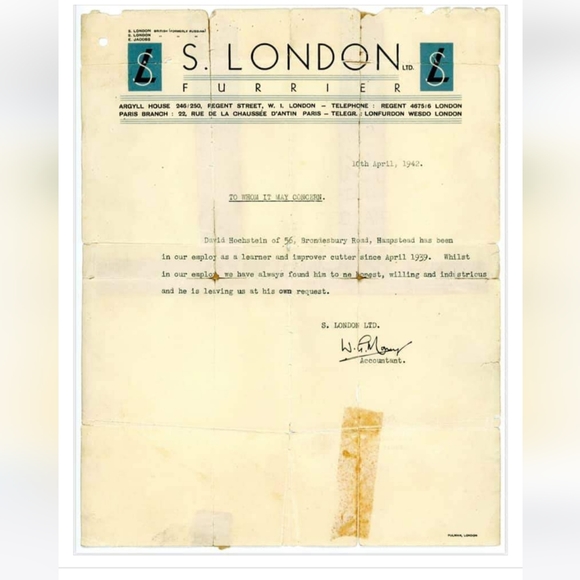 S. LONDON BRITISH (FORMERLY RUSSIAN)
S. LONDON " " "
E. JACOBS
S. LONDON LTD.
FURRIER
ARGYLL HOUSE 246/250, REGENT STREET, W. I. LONDON – TELEPHONE : REGENT 4675/6 LONDON
PARIS BRANCH : 22, RUE DE LA CHAUSSÉE D'ANTIN PARIS – TELEGR. : LONFURDON WESDO LONDON
10th April, 1942.
TO WHOM IT MAY CONCERN.
David Hochstein of 56, Brondesbury Road, Hampstead has been
in our employ as a learner and improver cutter since April 1939. Whilst
in our employ we have always found him to be honest, willing and industrious
and he is leaving us at his own request.
S. LONDON LTD.
Accountant.